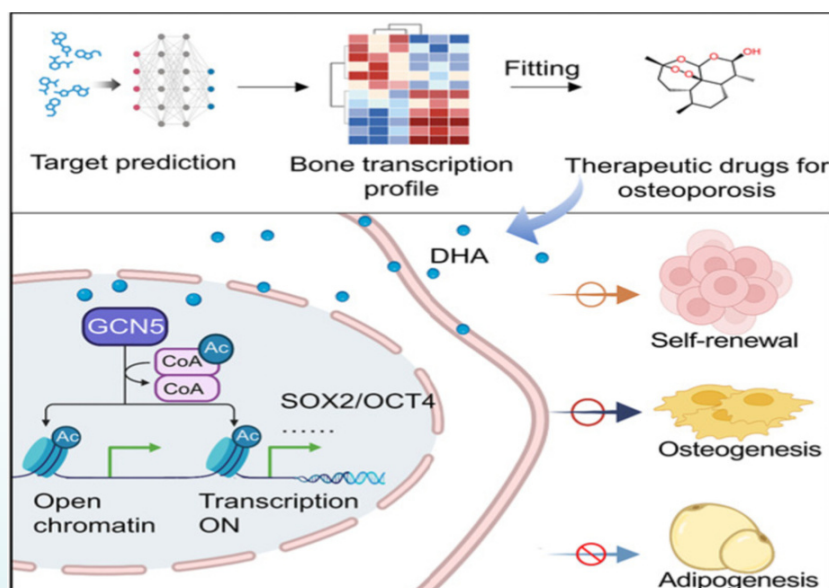 Target prediction
Bone transcription
profile
Fitting
OH
O
O
O
O
O
Therapeutic drugs for
osteoporosis
DHA
GCN5
Ac
CoA
CoA
SOX2/OCT4
......
Ac
Ac
Open
chromatin
Transcription
ON
Self-renewal
Osteogenesis
Adipogenesis